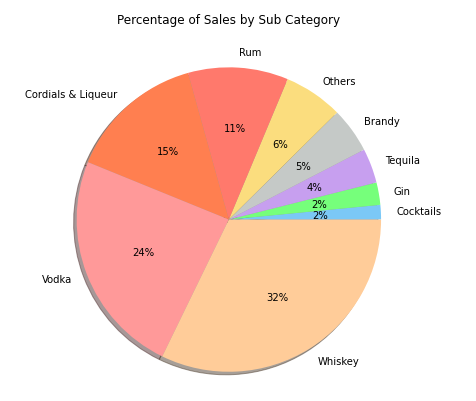 Percentage of Sales by Sub Category
Rum
Others
Cordials & Liqueur
Brandy
11%
6%
15%
5%
Tequila
4%
Gin
2%
Cocktails
2%
24%
Vodka
32%
Whiskey